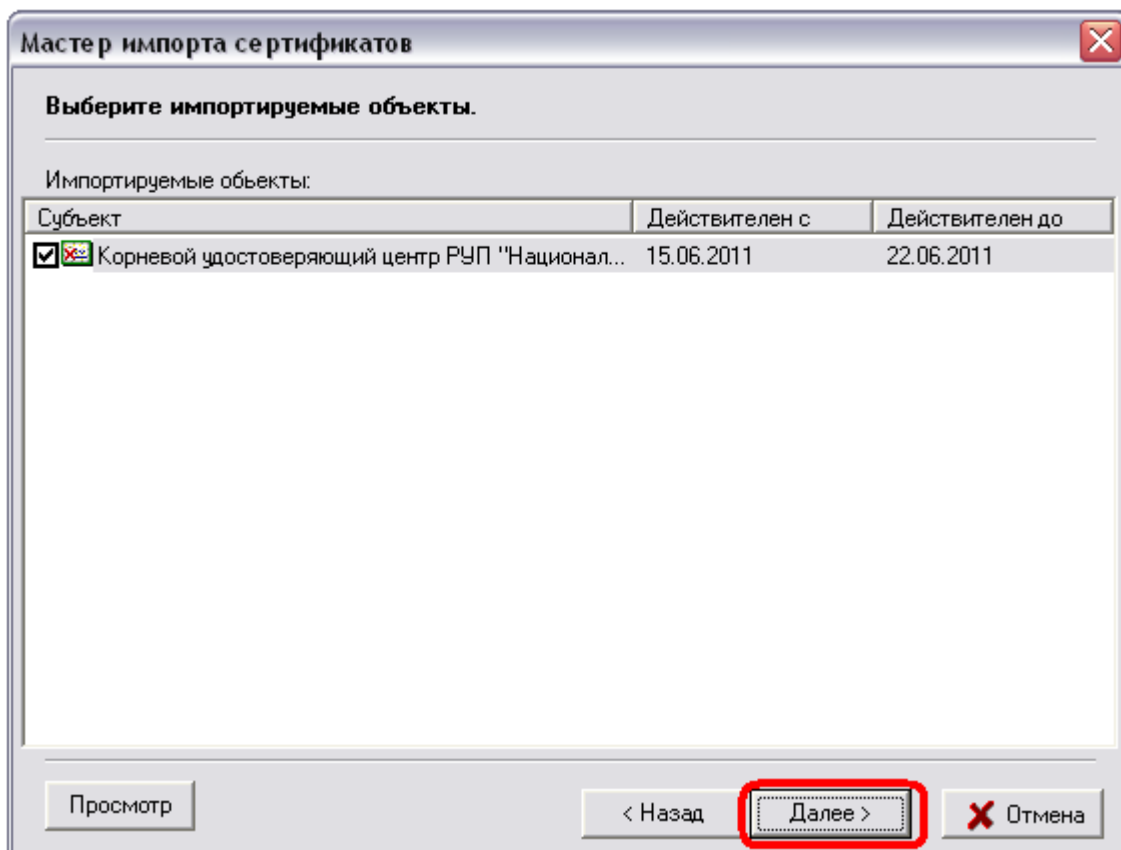 Мастер импорта сертификатов
Выберите импортируемые объекты.
Импортируемые обьекты:
Субъект Действителен с Действителен до
Корневой удостоверяющий центр РУП "Национал... 15.06.2011 22.06.2011
Просмотр < Назад Далее > Отмена